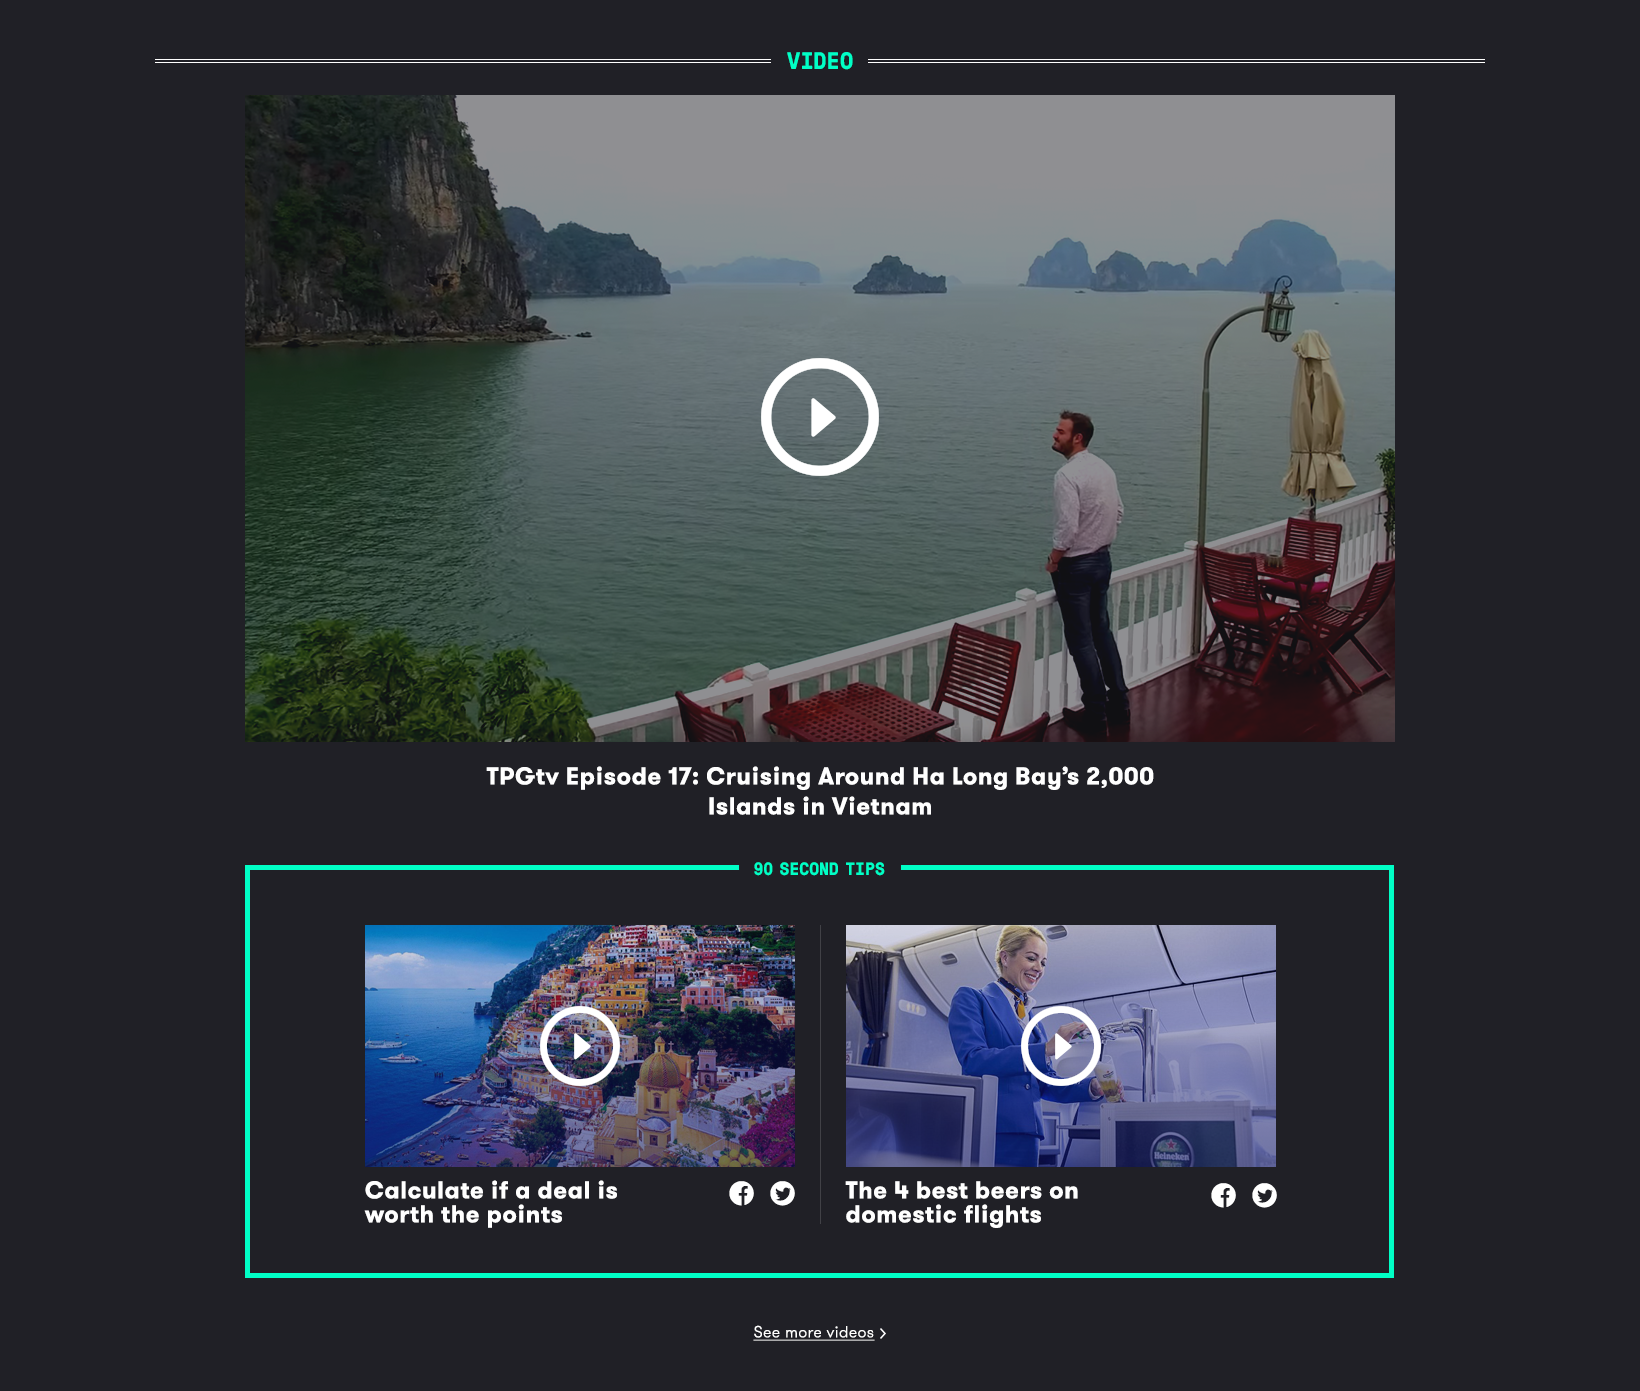 VIDEO
TPGtv Episode 17: Cruising Around Ha Long Bay’s 2,000
Islands in Vietnam
90 SECOND TIPS
Heineken
Calculate if a deal is
worth the points
The 4 best beers on
domestic flights
See more videos